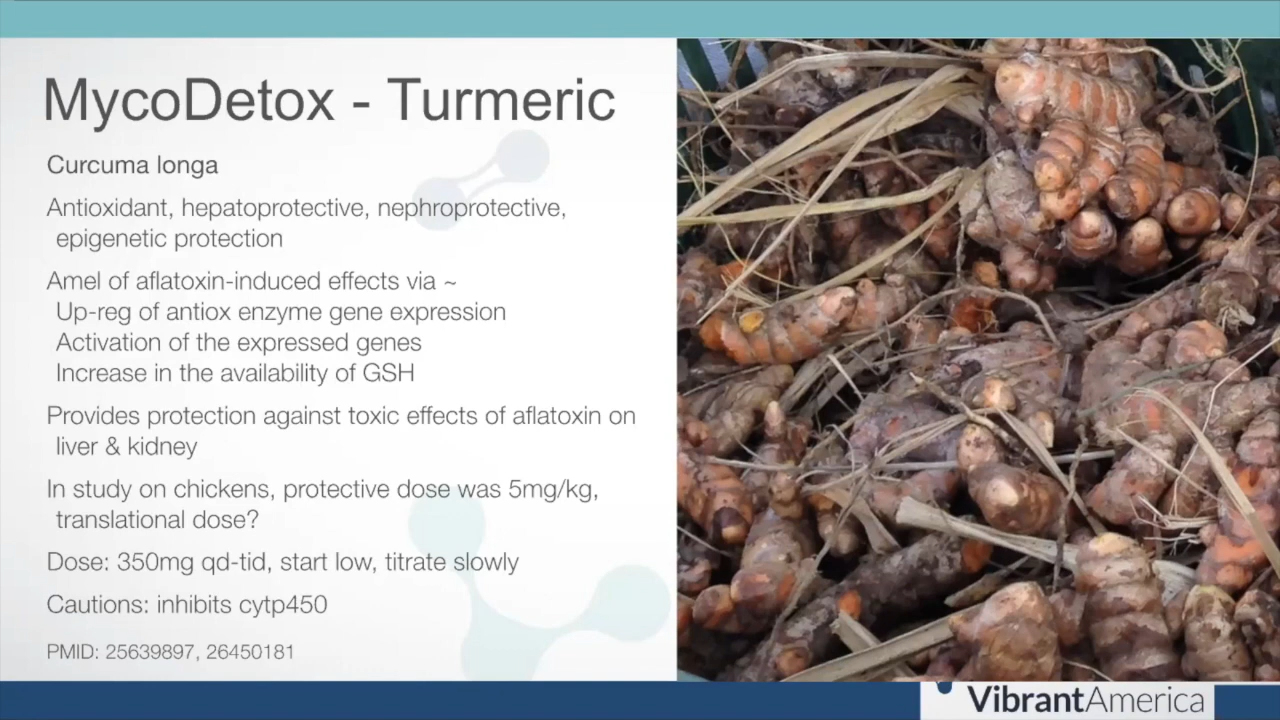 MycoDetox - Turmeric
Curcuma longa
Antioxidant, hepatoprotective, nephroprotective,
epigenetic protection
Amel of aflatoxin-induced effects via ~
Up-reg of antiox enzyme gene expression
Activation of the expressed genes
Increase in the availability of GSH
Provides protection against toxic effects of aflatoxin on
liver & kidney
In study on chickens, protective dose was 5mg/kg,
translational dose?
Dose: 350mg qd-tid, start low, titrate slowly
Cautions: inhibits cytp450
PMID: 25639897, 26450181
VibrantAmerica